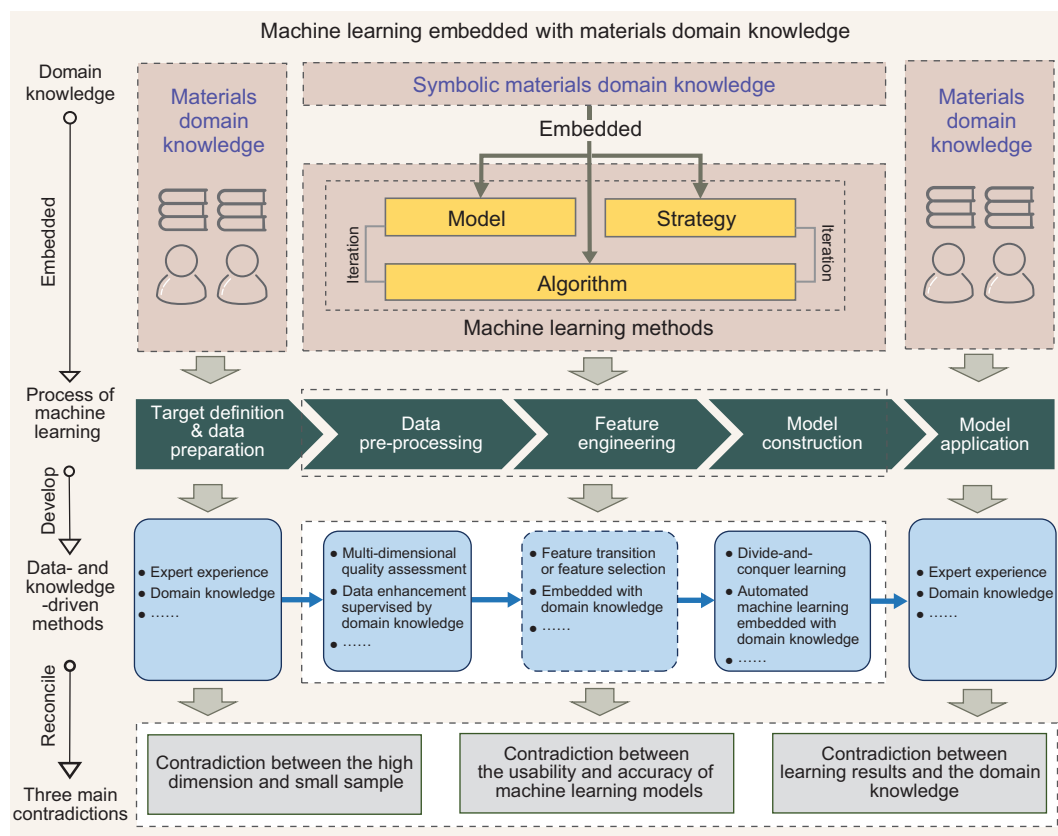 Machine learning embedded with materials domain knowledge
Domain
knowledge
Embedded
Process of
machine
learning
Develop
Data- and
knowledge
-driven
methods
Reconcile
Three main
contradictions
Materials
domain
knowledge
Symbolic materials domain knowledge
Embedded
Model
Strategy
Iteration
Iteration
Algorithm
Machine learning methods
Materials
domain
knowledge
Target definition
& data
preparation
Data
pre-processing
Feature
engineering
Model
construction
Model
application
● Expert experience
● Domain knowledge
● ......
● Multi-dimensional
quality assessment
● Data enhancement
supervised by
domain knowledge
● ......
● Feature transition
or feature selection
● Embedded with
domain knowledge
● ......
● Divide-and-
conquer learning
● Automated
machine learning
embedded with
domain knowledge
● ......
● Expert experience
● Domain knowledge
● ......
Contradiction between the high
dimension and small sample
Contradiction between
the usability and accuracy of
machine learning models
Contradiction between
learning results and the domain
knowledge